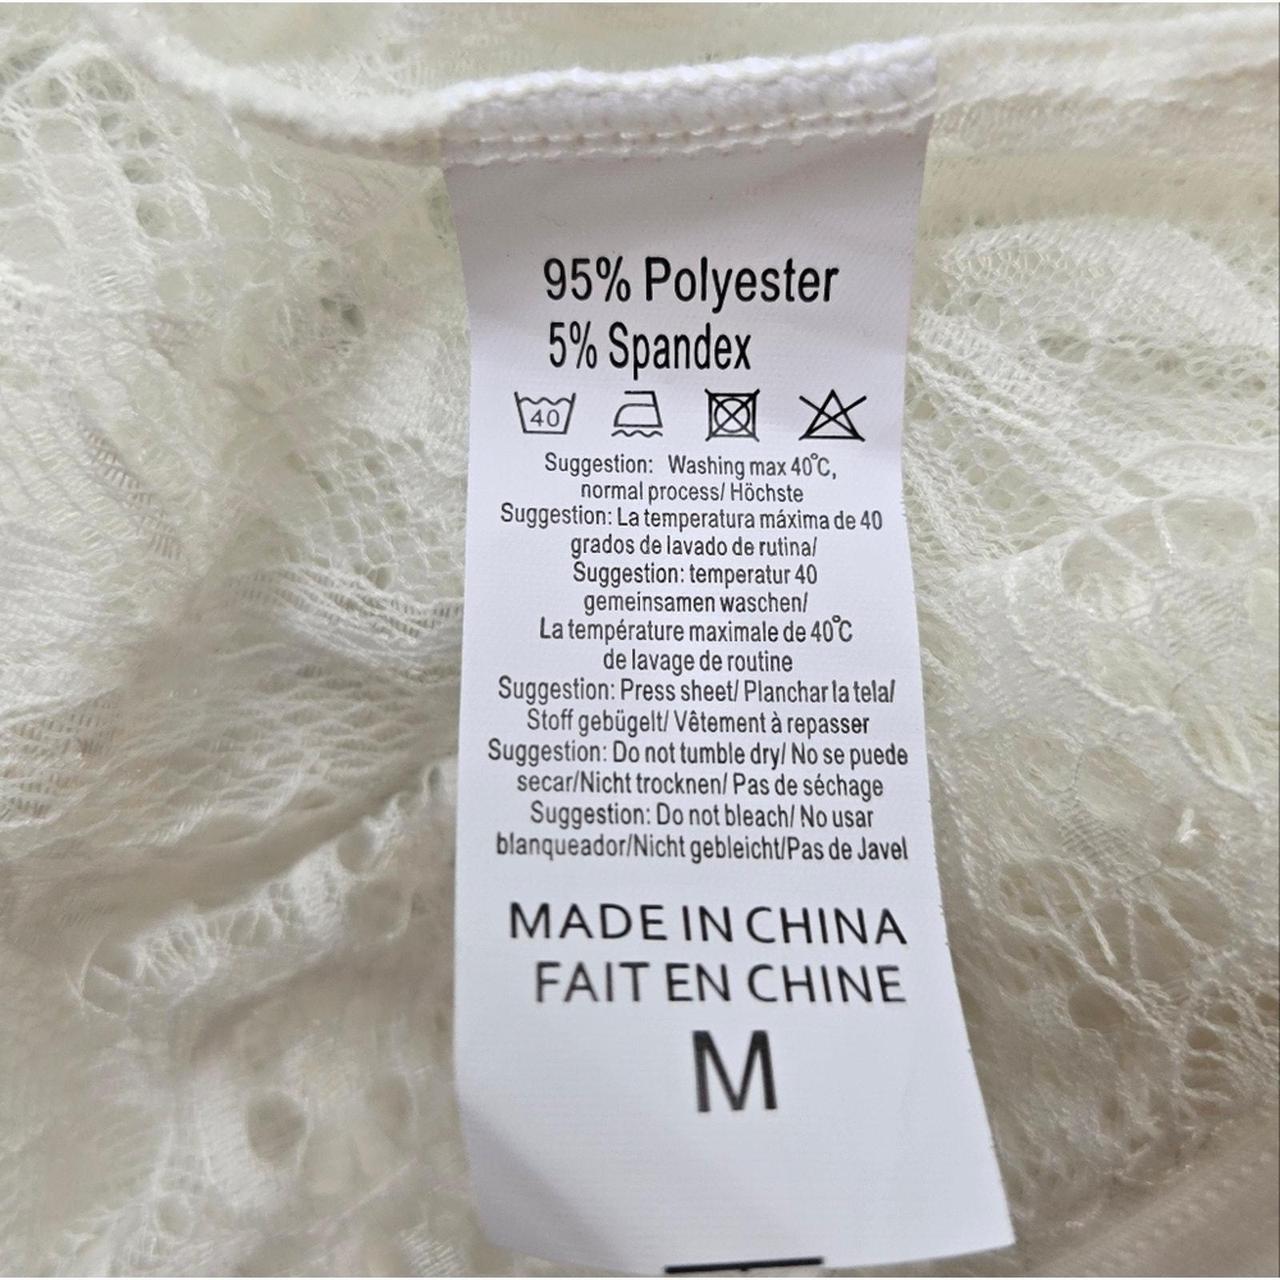 95% Polyester
5% Spandex
40
Suggestion: Washing max 40°C,
normal process/ Höchste
Suggestion: La temperatura máxima de 40
grados de lavado de rutina/
Suggestion: temperatur 40
gemeinsamen waschen/
La température maximale de 40°C
de lavage de routine
Suggestion: Press sheet/ Planchar la tela/
Stoff gebügelt/ Vêtement à repasser
Suggestion: Do not tumble dry/ No se puede
secar/Nicht trocknen/ Pas de séchage
Suggestion: Do not bleach/ No usar
blanqueador/Nicht gebleicht/Pas de Javel
MADE IN CHINA
FAIT EN CHINE
M